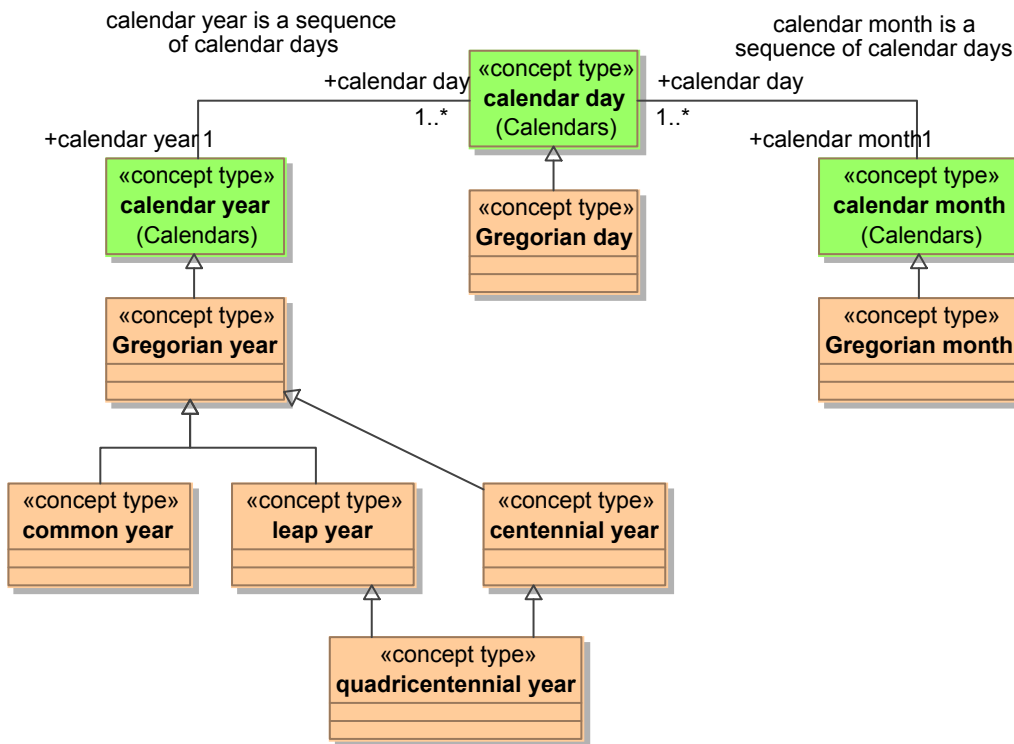 calendar year is a sequence
of calendar days
calendar month is a
sequence of calendar days
+calendar day
«concept type»
calendar day
(Calendars)
+calendar day
1..*
1..*
+calendar year 1
+calendar month1
«concept type»
calendar year
(Calendars)
«concept type»
Gregorian day
«concept type»
calendar month
(Calendars)
«concept type»
Gregorian year
«concept type»
Gregorian month
«concept type»
common year
«concept type»
leap year
«concept type»
centennial year
«concept type»
quadricentennial year